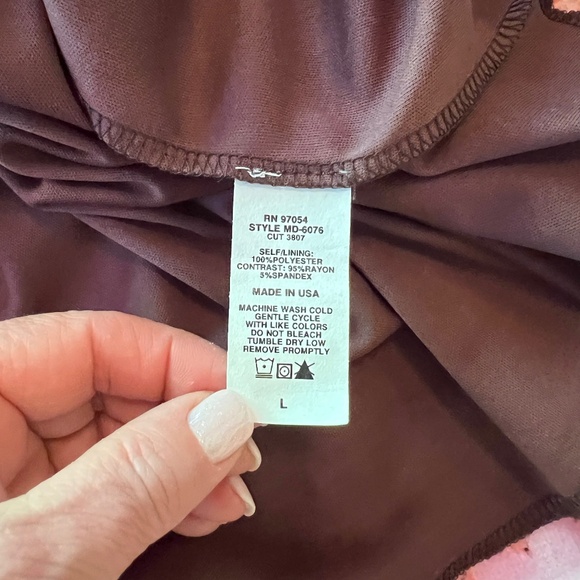 RN 97054
STYLE MD-6076
CUT 3807
SELF/LINING:
100%POLYESTER
CONTRAST: 95%RAYON
5%SPANDEX
MADE IN USA
MACHINE WASH COLD
GENTLE CYCLE
WITH LIKE COLORS
DO NOT BLEACH
TUMBLE DRY LOW
REMOVE PROMPTLY
L